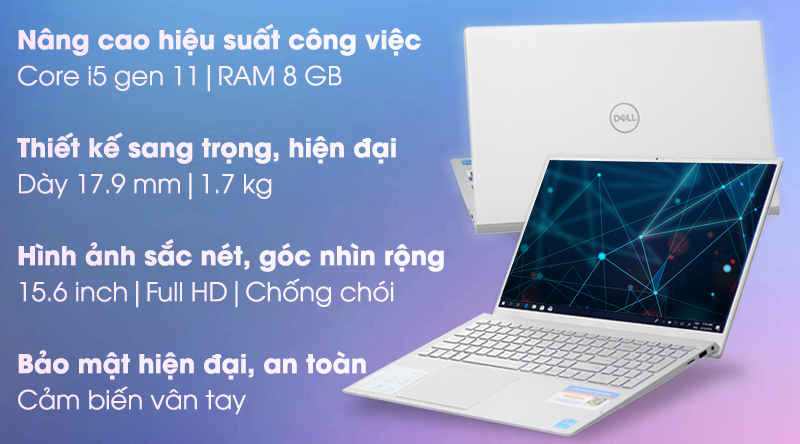 Nâng cao hiệu suất công việc
Core i5 gen 11|RAM 8 GB
Thiết kế sang trọng, hiện đại
Dày 17.9 mm|1.7 kg
Hình ảnh sắc nét, góc nhìn rộng
15.6 inch|Full HD|Chống chói
Bảo mật hiện đại, an toàn
Cảm biến vân tay
DELL